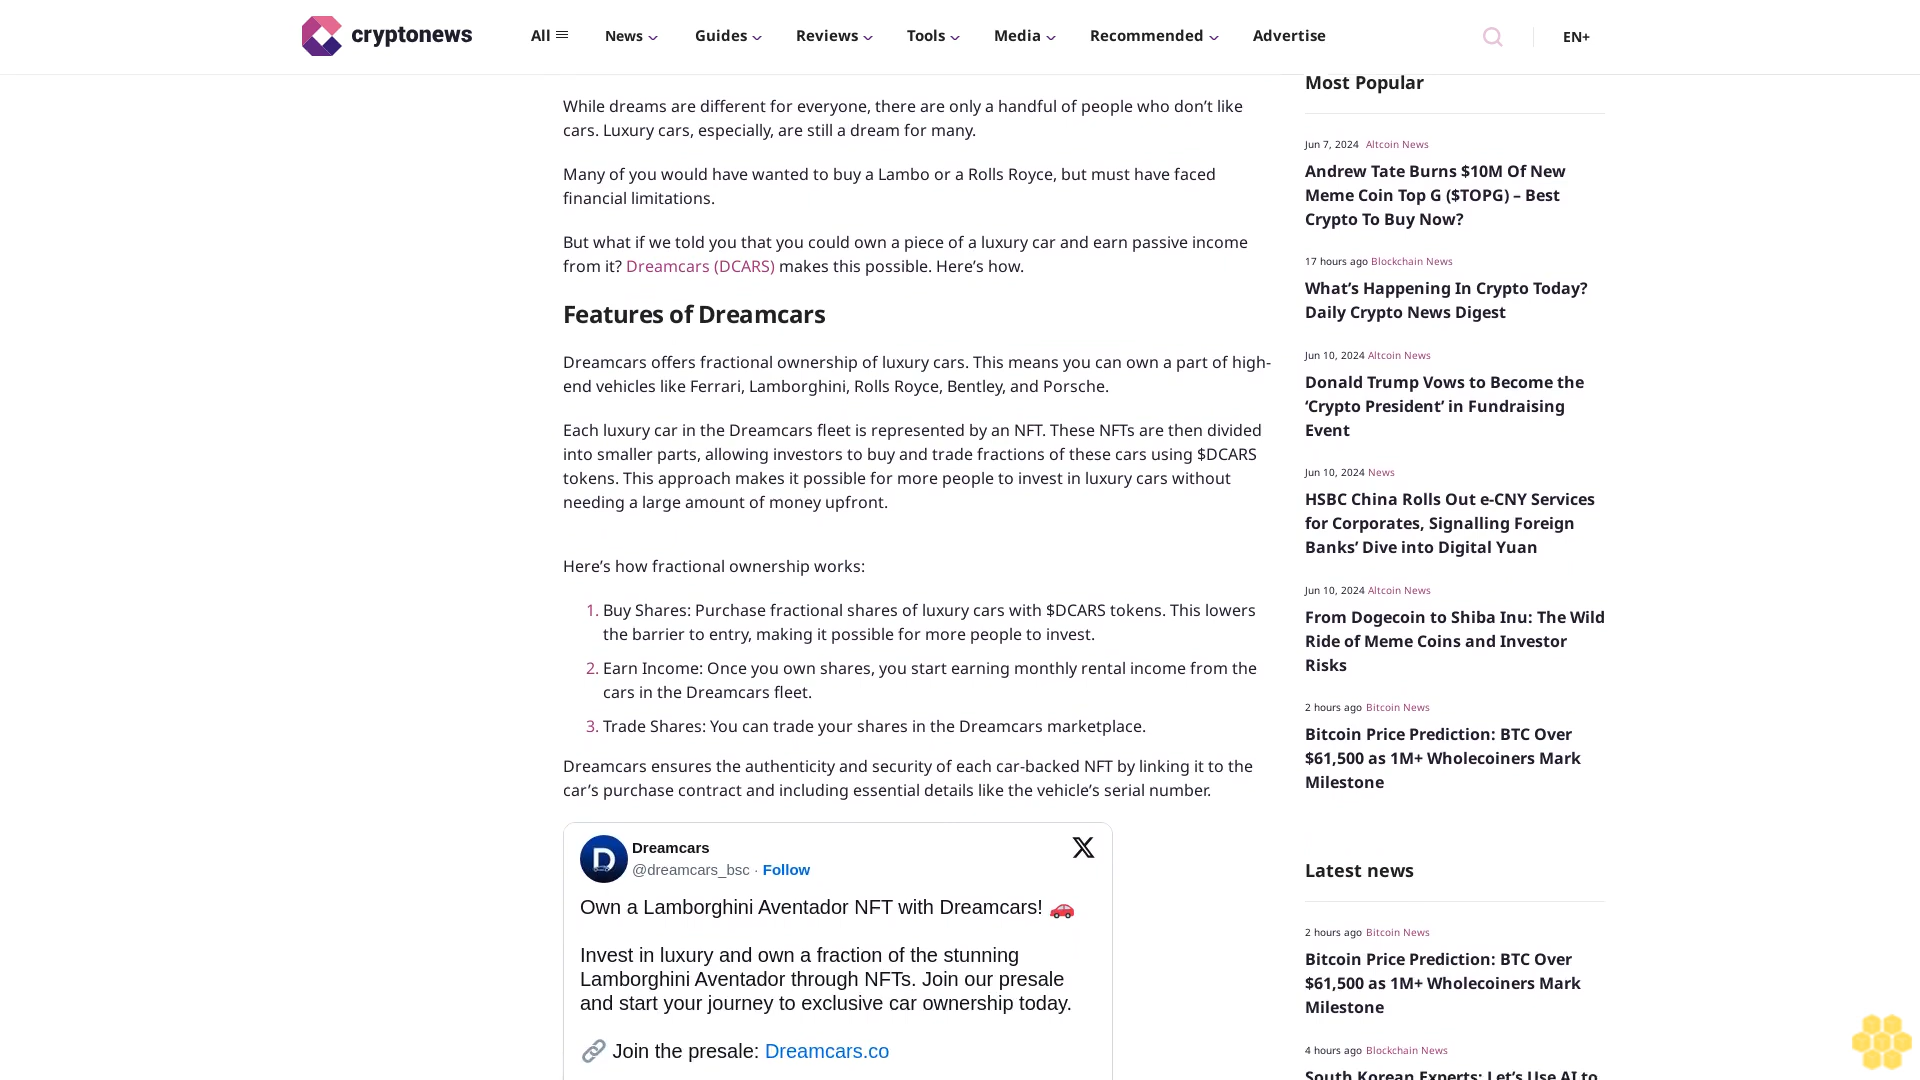 cryptonews
All
News
Guides
Reviews
Tools
Media
Recommended
Advertise
EN+
While dreams are different for everyone, there are only a handful of people who don’t like
cars. Luxury cars, especially, are still a dream for many.
Many of you would have wanted to buy a Lambo or a Rolls Royce, but must have faced
financial limitations.
But what if we told you that you could own a piece of a luxury car and earn passive income
from it? Dreamcars (DCARS) makes this possible. Here’s how.
Features of Dreamcars
Dreamcars offers fractional ownership of luxury cars. This means you can own a part of high-
end vehicles like Ferrari, Lamborghini, Rolls Royce, Bentley, and Porsche.
Each luxury car in the Dreamcars fleet is represented by an NFT. These NFTs are then divided
into smaller parts, allowing investors to buy and trade fractions of these cars using $DCARS
tokens. This approach makes it possible for more people to invest in luxury cars without
needing a large amount of money upfront.
Here’s how fractional ownership works:
1. Buy Shares: Purchase fractional shares of luxury cars with $DCARS tokens. This lowers
the barrier to entry, making it possible for more people to invest.
2. Earn Income: Once you own shares, you start earning monthly rental income from the
cars in the Dreamcars fleet.
3. Trade Shares: You can trade your shares in the Dreamcars marketplace.
Dreamcars ensures the authenticity and security of each car-backed NFT by linking it to the
car’s purchase contract and including essential details like the vehicle’s serial number.
Dreamcars
@dreamcars_bsc · Follow
Own a Lamborghini Aventador NFT with Dreamcars! 🚗
Invest in luxury and own a fraction of the stunning
Lamborghini Aventador through NFTs. Join our presale
and start your journey to exclusive car ownership today.
🔗 Join the presale: Dreamcars.co
Most Popular
Jun 7, 2024 Altcoin News
Andrew Tate Burns $10M Of New
Meme Coin Top G ($TOPG) – Best
Crypto To Buy Now?
17 hours ago Blockchain News
What’s Happening In Crypto Today?
Daily Crypto News Digest
Jun 10, 2024 Altcoin News
Donald Trump Vows to Become the
‘Crypto President’ in Fundraising
Event
Jun 10, 2024 News
HSBC China Rolls Out e-CNY Services
for Corporates, Signalling Foreign
Banks’ Dive into Digital Yuan
Jun 10, 2024 Altcoin News
From Dogecoin to Shiba Inu: The Wild
Ride of Meme Coins and Investor
Risks
2 hours ago Bitcoin News
Bitcoin Price Prediction: BTC Over
$61,500 as 1M+ Wholecoiners Mark
Milestone
Latest news
2 hours ago Bitcoin News
Bitcoin Price Prediction: BTC Over
$61,500 as 1M+ Wholecoiners Mark
Milestone
4 hours ago Blockchain News
South Korean Experts: Let’s Use AI to